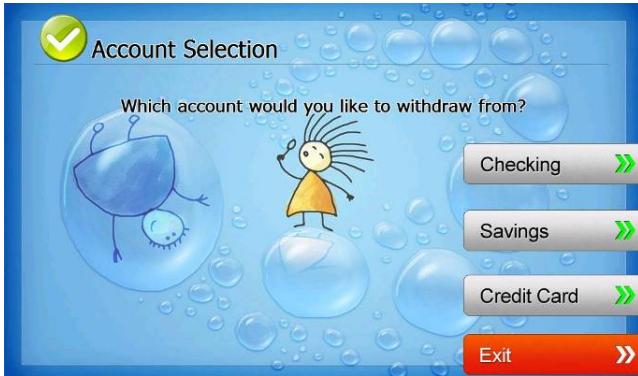 Account Selection
Which account would you like to withdraw from?
Checking
Savings
Credit Card
Exit